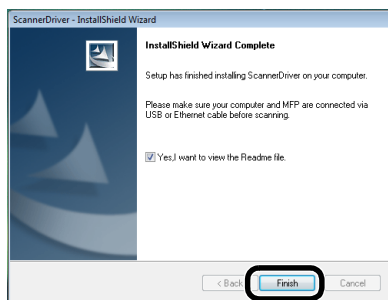 ScannerDriver - InstallShield Wizard
InstallShield Wizard Complete
Setup has finished installing ScannerDriver on your computer.
Please make sure your computer and MFP are connected via
USB or Ethernet cable before scanning.
Yes,I want to view the Readme file.
< Back
Finish
Cancel